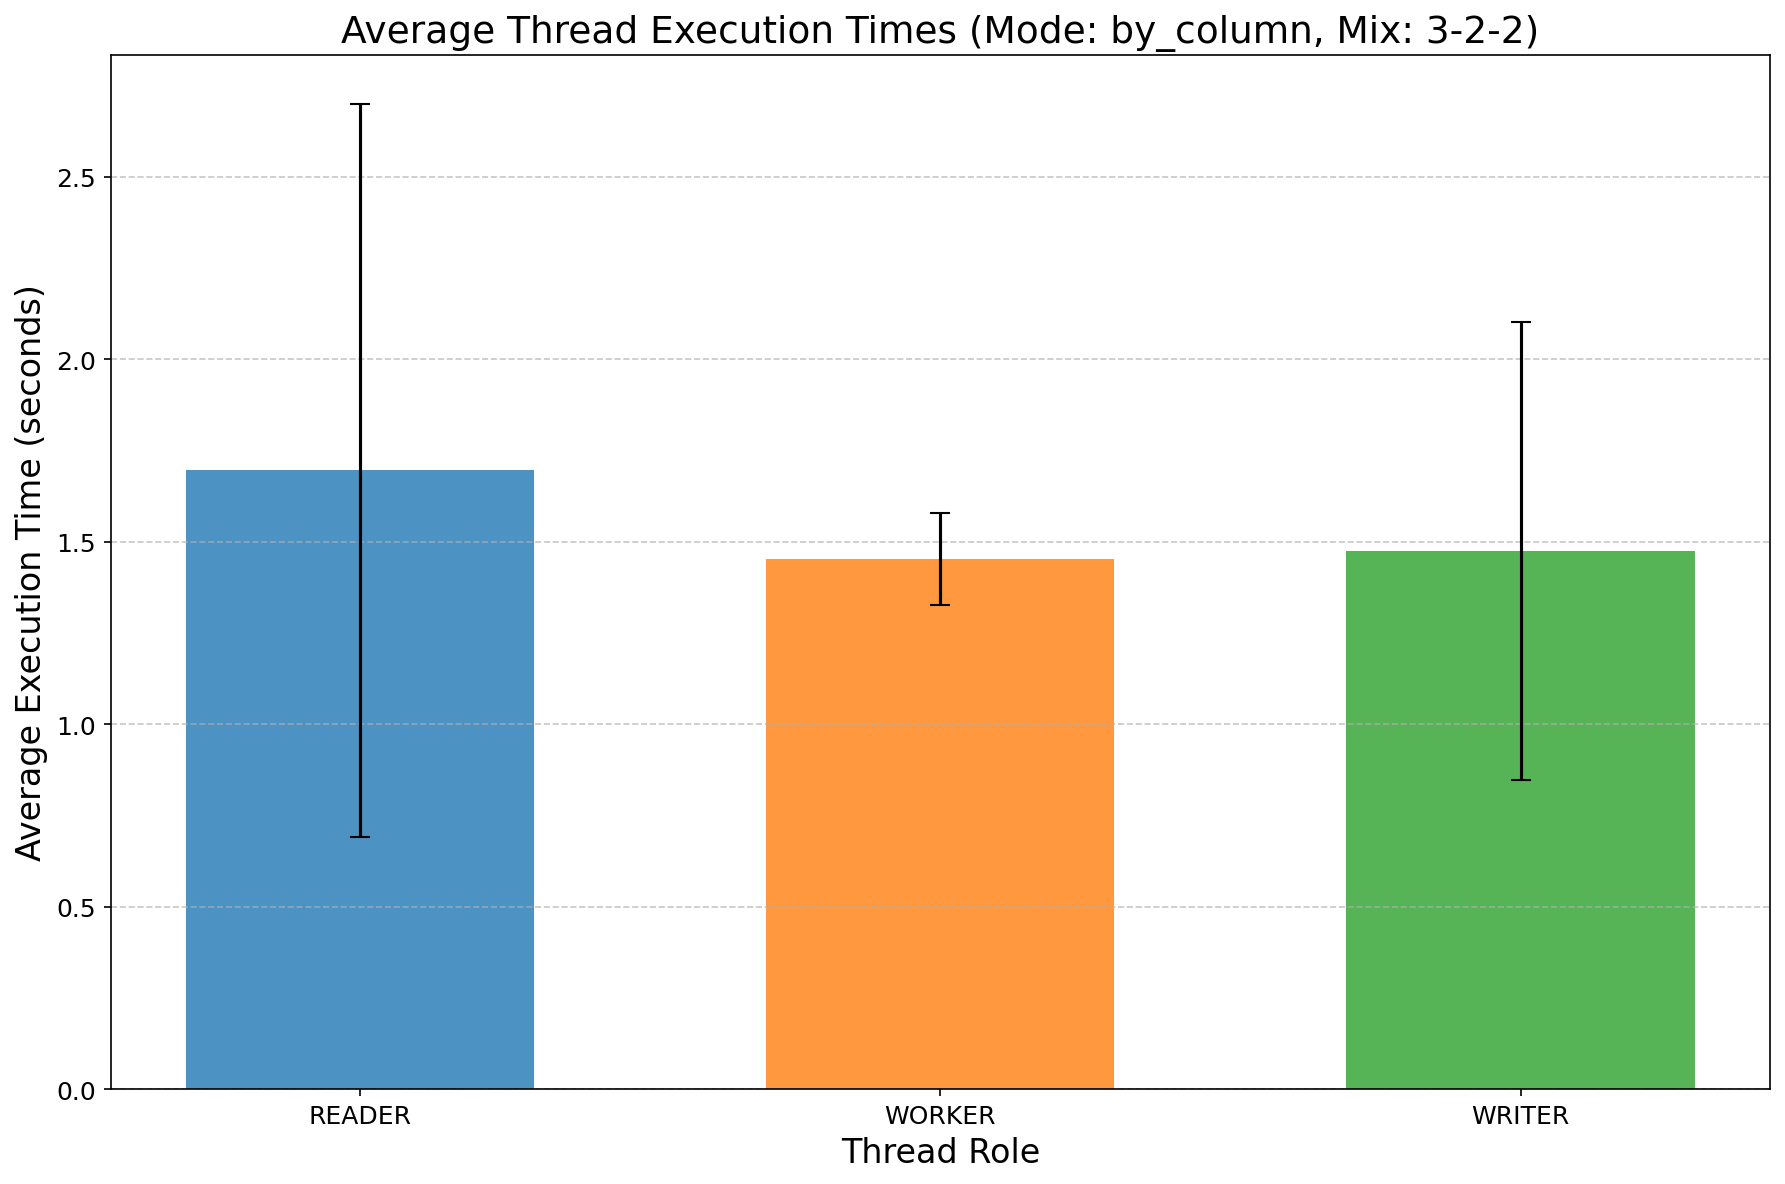 Average Thread Execution Times (Mode: by_column, Mix: 3-2-2)
Average Execution Time (seconds)
2.5
2.0
1.5
1.0
0.5
0.0
READER WORKER WRITER
Thread Role